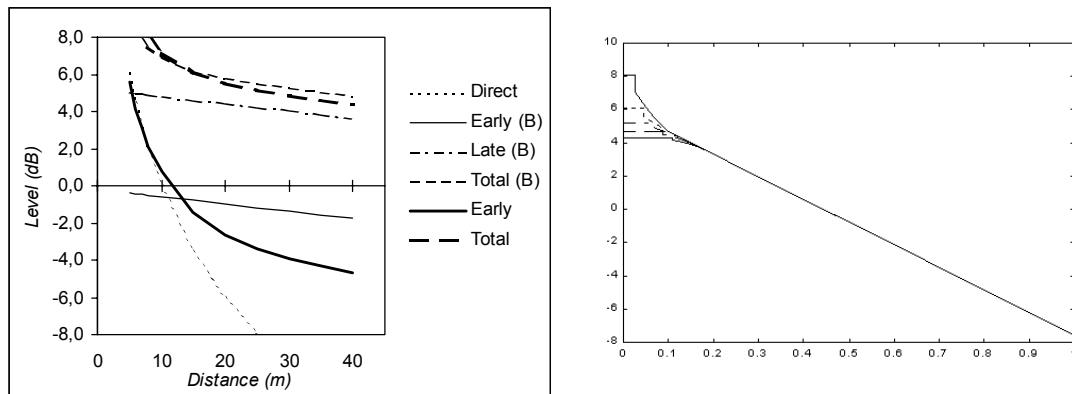 8,0
6,0
4,0
2,0
0,0
-2,0
-4,0
-6,0
-8,0
Level (dB)
0 10 20 30 40
Distance (m)
Direct
Early (B)
Late (B)
Total (B)
Early
Total
10
8
6
4
2
0
-2
-4
-6
-8
0 0.1 0.2 0.3 0.4 0.5 0.6 0.7 0.8 0.9 1